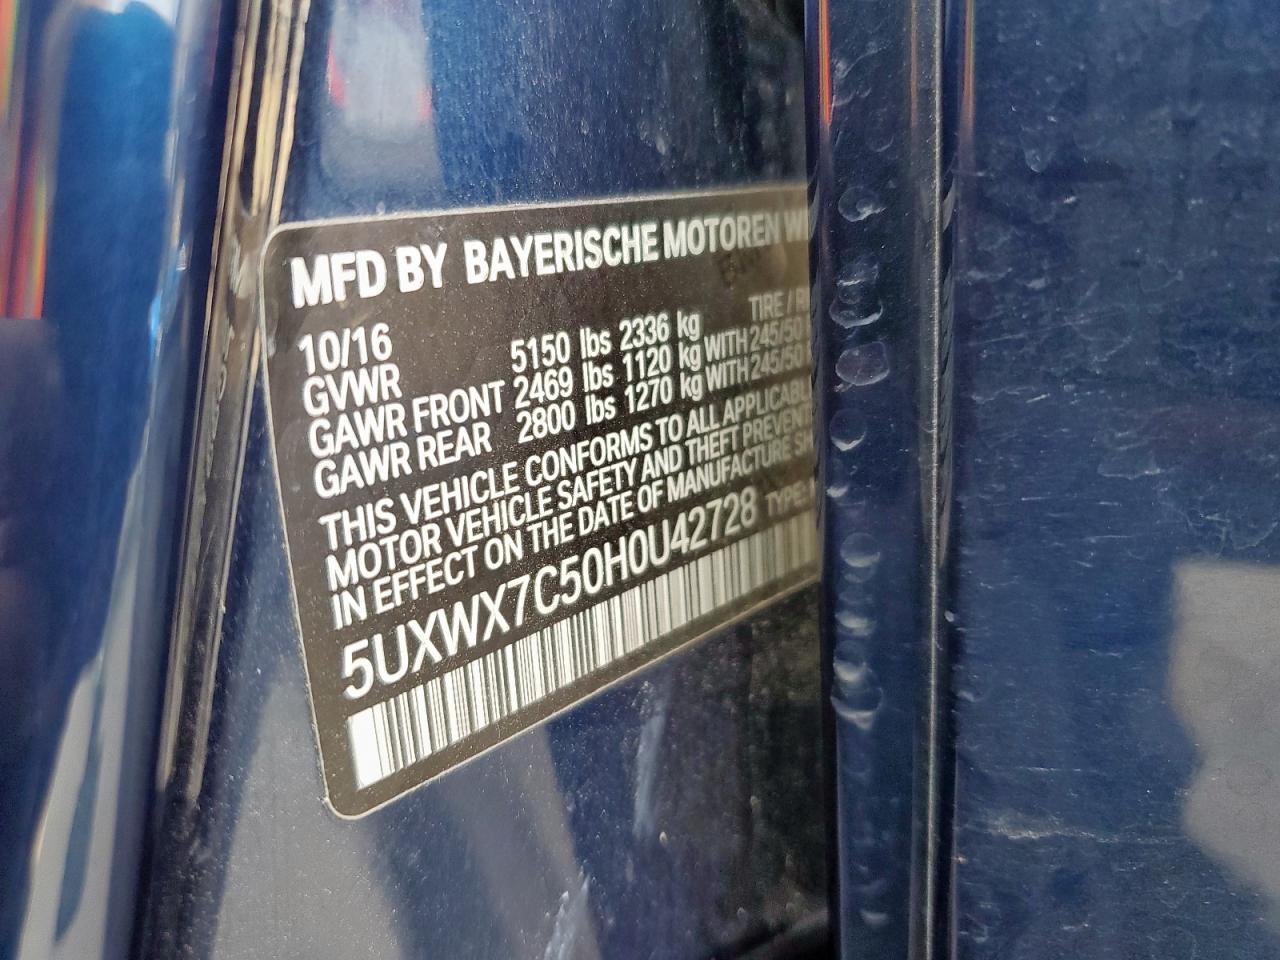 MFD BY BAYERISCHE MOTOREN
10/16
TIRE /
GVWR 5150 lbs 2336 kg
GAWR FRONT 2469 lbs 1120 kg WITH 245/50
GAWR REAR 2800 lbs 1270 kg WITH 245/50
THIS VEHICLE CONFORMS TO ALL
MOTOR VEHICLE SAFETY AND THEFT
IN EFFECT ON THE DATE OF MANUFACTURE
5UXWX7C50H0U42728 TYPE: